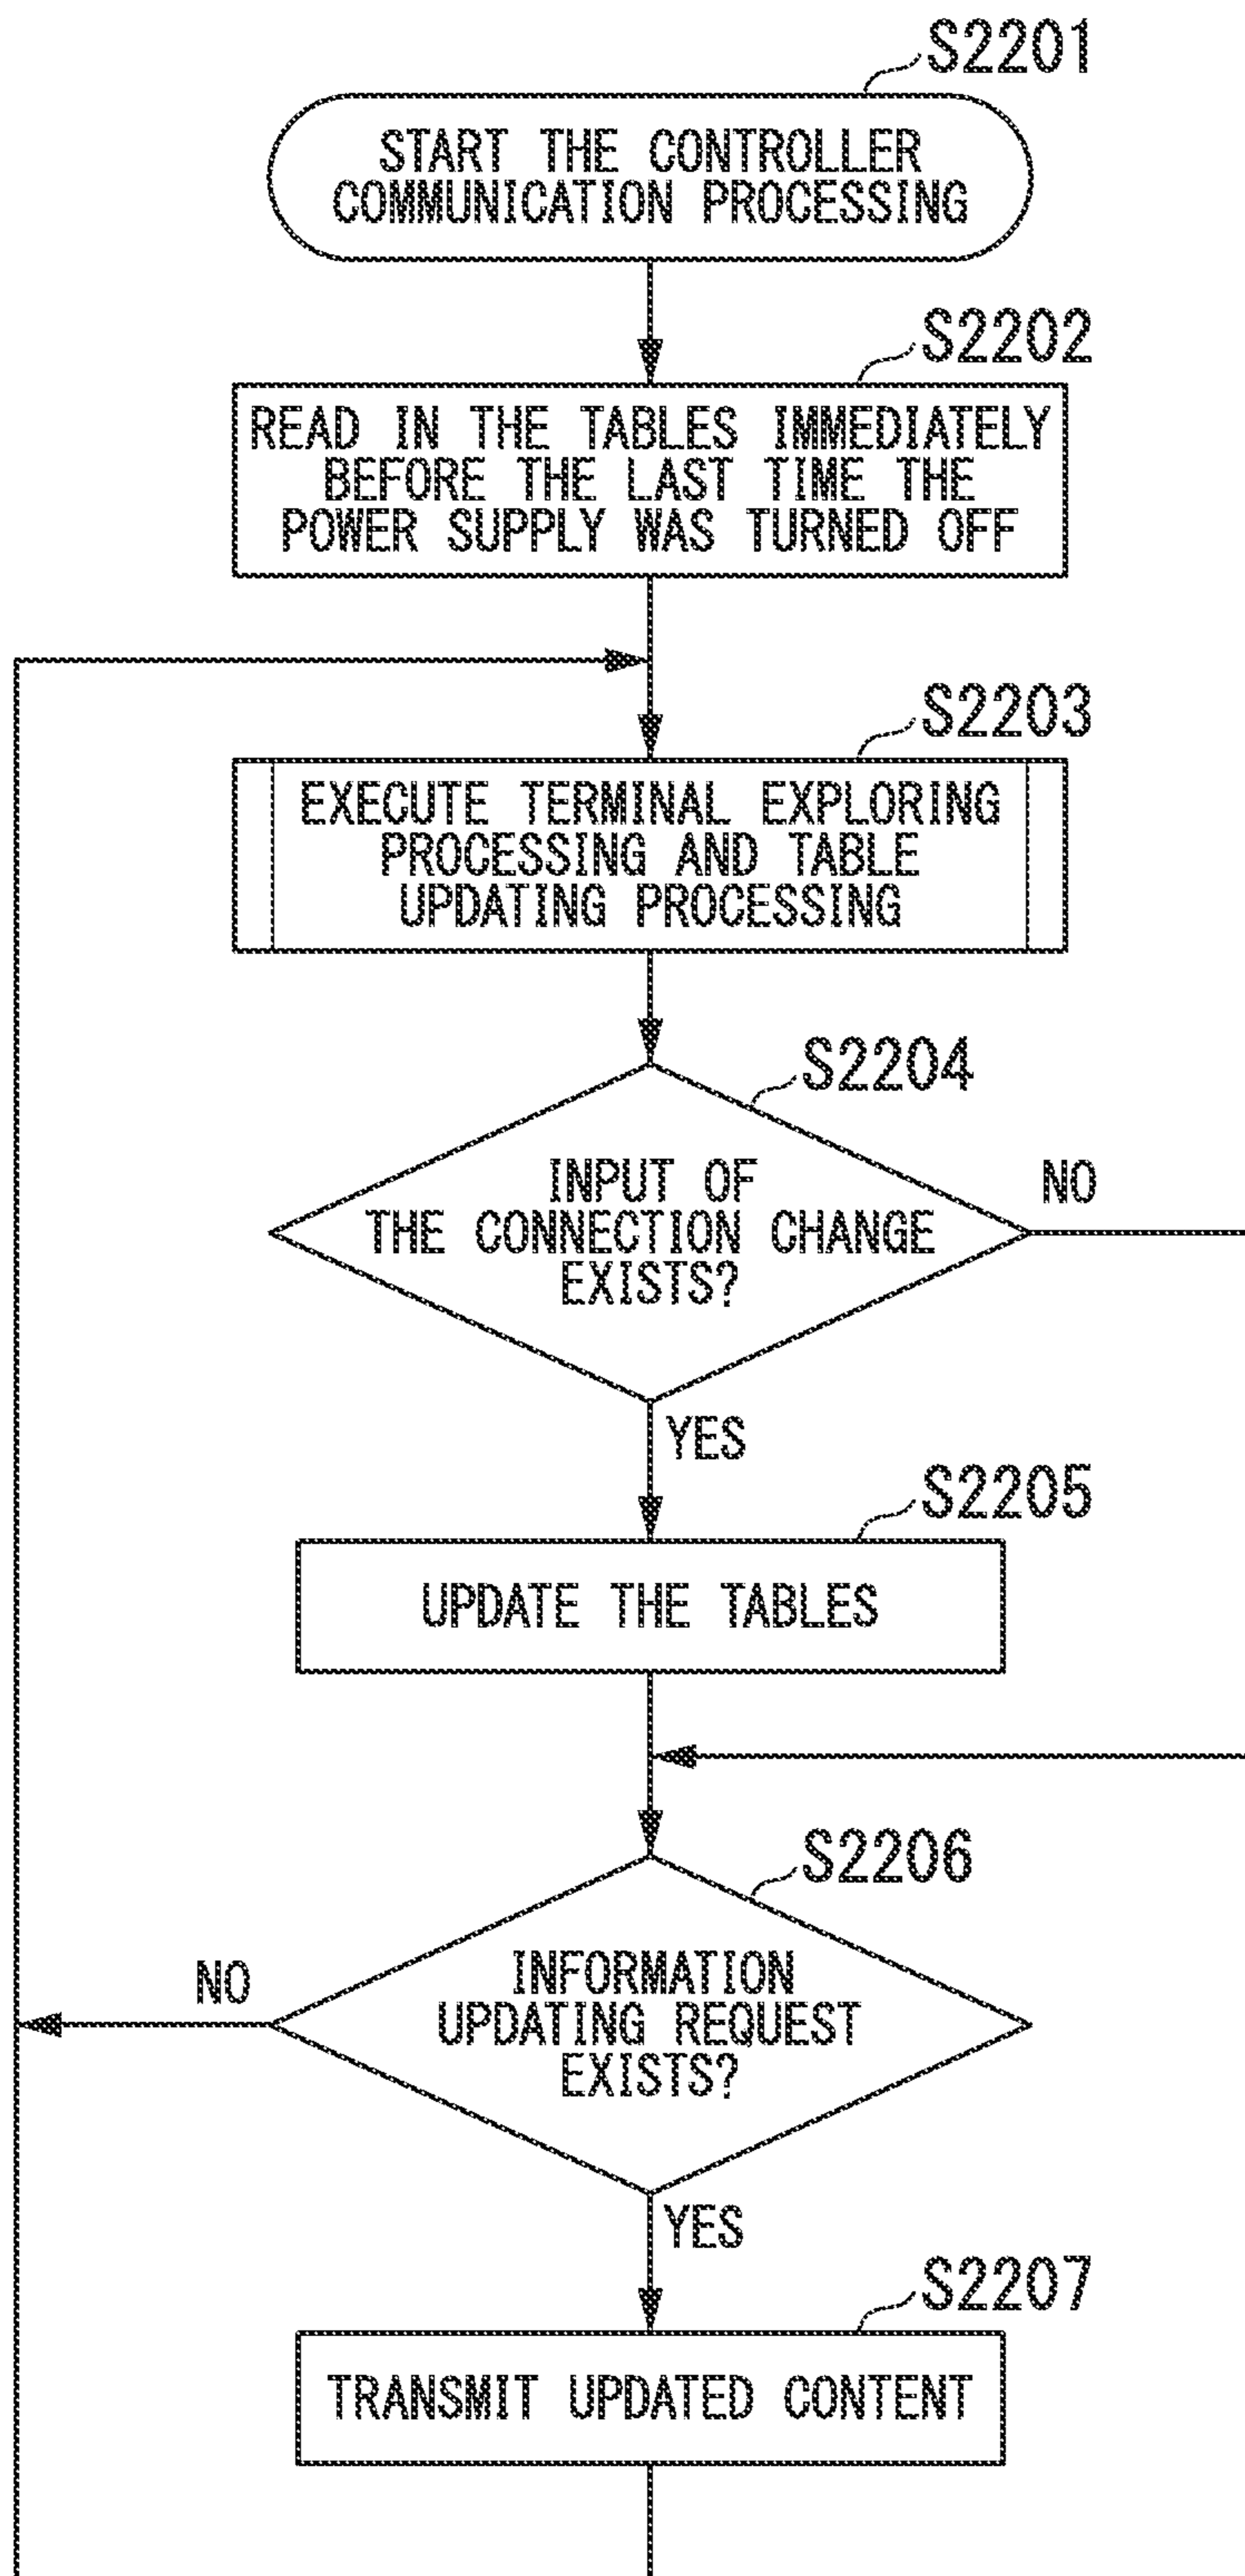 S2201
START THE CONTROLLER
COMMUNICATION PROCESSING
S2202
READ IN THE TABLES IMMEDIATELY
BEFORE THE LAST TIME THE
POWER SUPPLY WAS TURNED OFF
S2203
EXECUTE TERMINAL EXPLORING
PROCESSING AND TABLE
UPDATING PROCESSING
S2204
INPUT OF
THE CONNECTION CHANGE
EXISTS?
NO
YES
S2205
UPDATE THE TABLES
S2206
INFORMATION
UPDATING REQUEST
EXISTS?
NO
YES
S2207
TRANSMIT UPDATED CONTENT